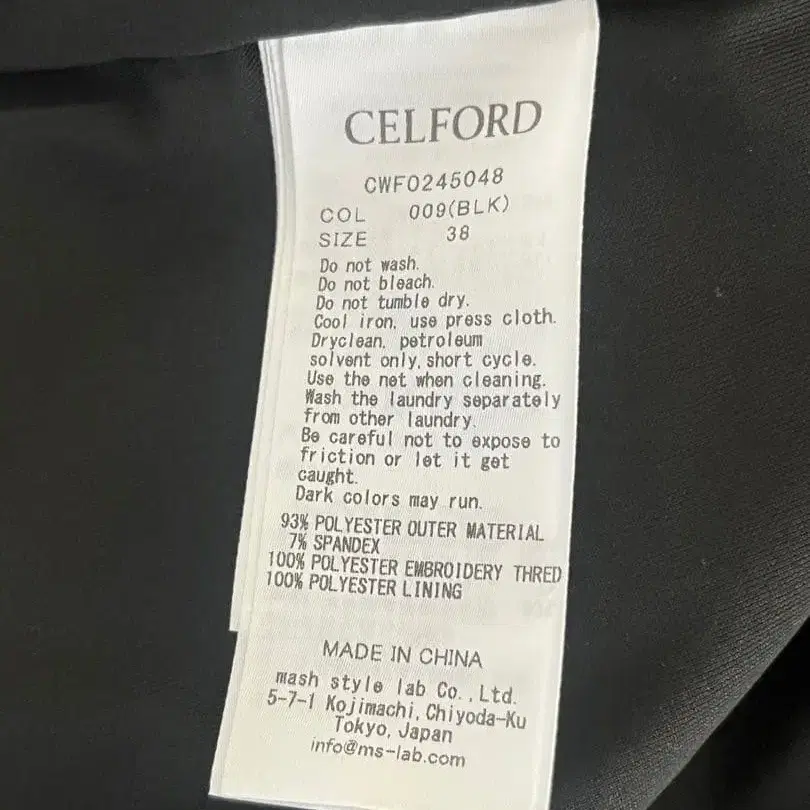 CELFORD
CWF0245048
COL 009(BLK)
SIZE 38
Do not wash.
Do not bleach.
Do not tumble dry.
Cool iron, use press cloth.
Dryclean, petroleum
solvent only, short cycle.
Use the net when cleaning.
Wash the laundry separately
from other laundry.
Be careful not to expose to
friction or let it get
caught.
Dark colors may run.
93% POLYESTER OUTER MATERIAL
7% SPANDEX
100% POLYESTER EMBROIDERY THRED
100% POLYESTER LINING
MADE IN CHINA
mash style lab Co., Ltd.
5-7-1 Kojimachi, Chiyoda-Ku
Tokyo, Japan
info@ms-lab.com